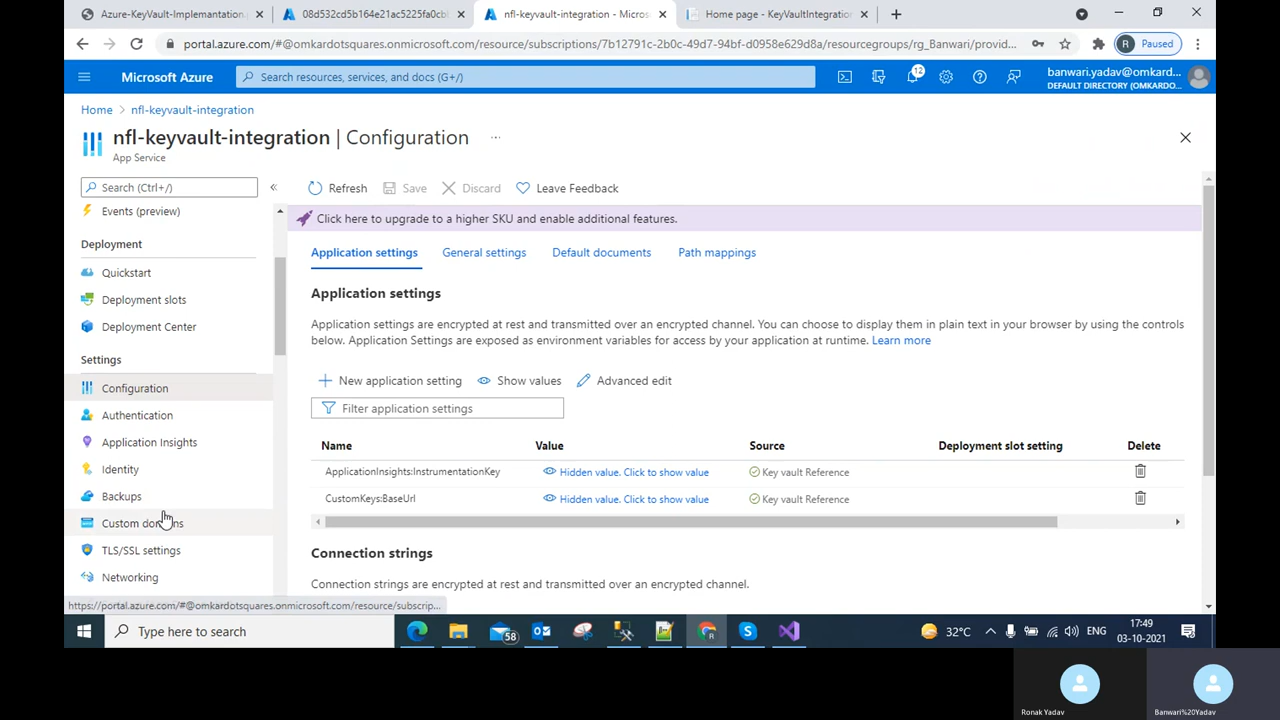 Azure-KeyVault-Implemantation.
08d532cd5b164e21ac5225fa0cb
nfl-keyvault-integration - Micros
Home page - KeyVaultIntegration
portal.azure.com/#@omkardotsquares.onmicrosoft.com/resource/subscriptions/7b12791c-2b0c-49d7-94bf-d0958e629d8a/resourcegroups/rg_Banwari/provid...
R Paused
Microsoft Azure
Search resources, services, and docs (G+/)
12
banwari.yadav@omkard...
DEFAULT DIRECTORY (OMKARDO...
Home > nfl-keyvault-integration
nfl-keyvault-integration | Configuration ...
App Service
Search (Ctrl+/)
Events (preview)
Deployment
Quickstart
Deployment slots
Deployment Center
Settings
Configuration
Authentication
Application Insights
Identity
Backups
Custom domains
TLS/SSL settings
Networking
Refresh Save Discard Leave Feedback
Click here to upgrade to a higher SKU and enable additional features.
Application settings General settings Default documents Path mappings
Application settings
Application settings are encrypted at rest and transmitted over an encrypted channel. You can choose to display them in plain text in your browser by using the controls
below. Application Settings are exposed as environment variables for access by your application at runtime. Learn more
New application setting Show values Advanced edit
Filter application settings
Name Value Source Deployment slot setting Delete
ApplicationInsights:InstrumentationKey Hidden value. Click to show value Key vault Reference
CustomKeys:BaseUrl Hidden value. Click to show value Key vault Reference
Connection strings
Connection strings are encrypted at rest and transmitted over an encrypted channel.
https://portal.azure.com/#@omkardotsquares.onmicrosoft.com/resource/subscrip...
Type here to search
58
32°C
ENG
17:49
03-10-2021
Ronak Yadav
Banwari%20Yadav